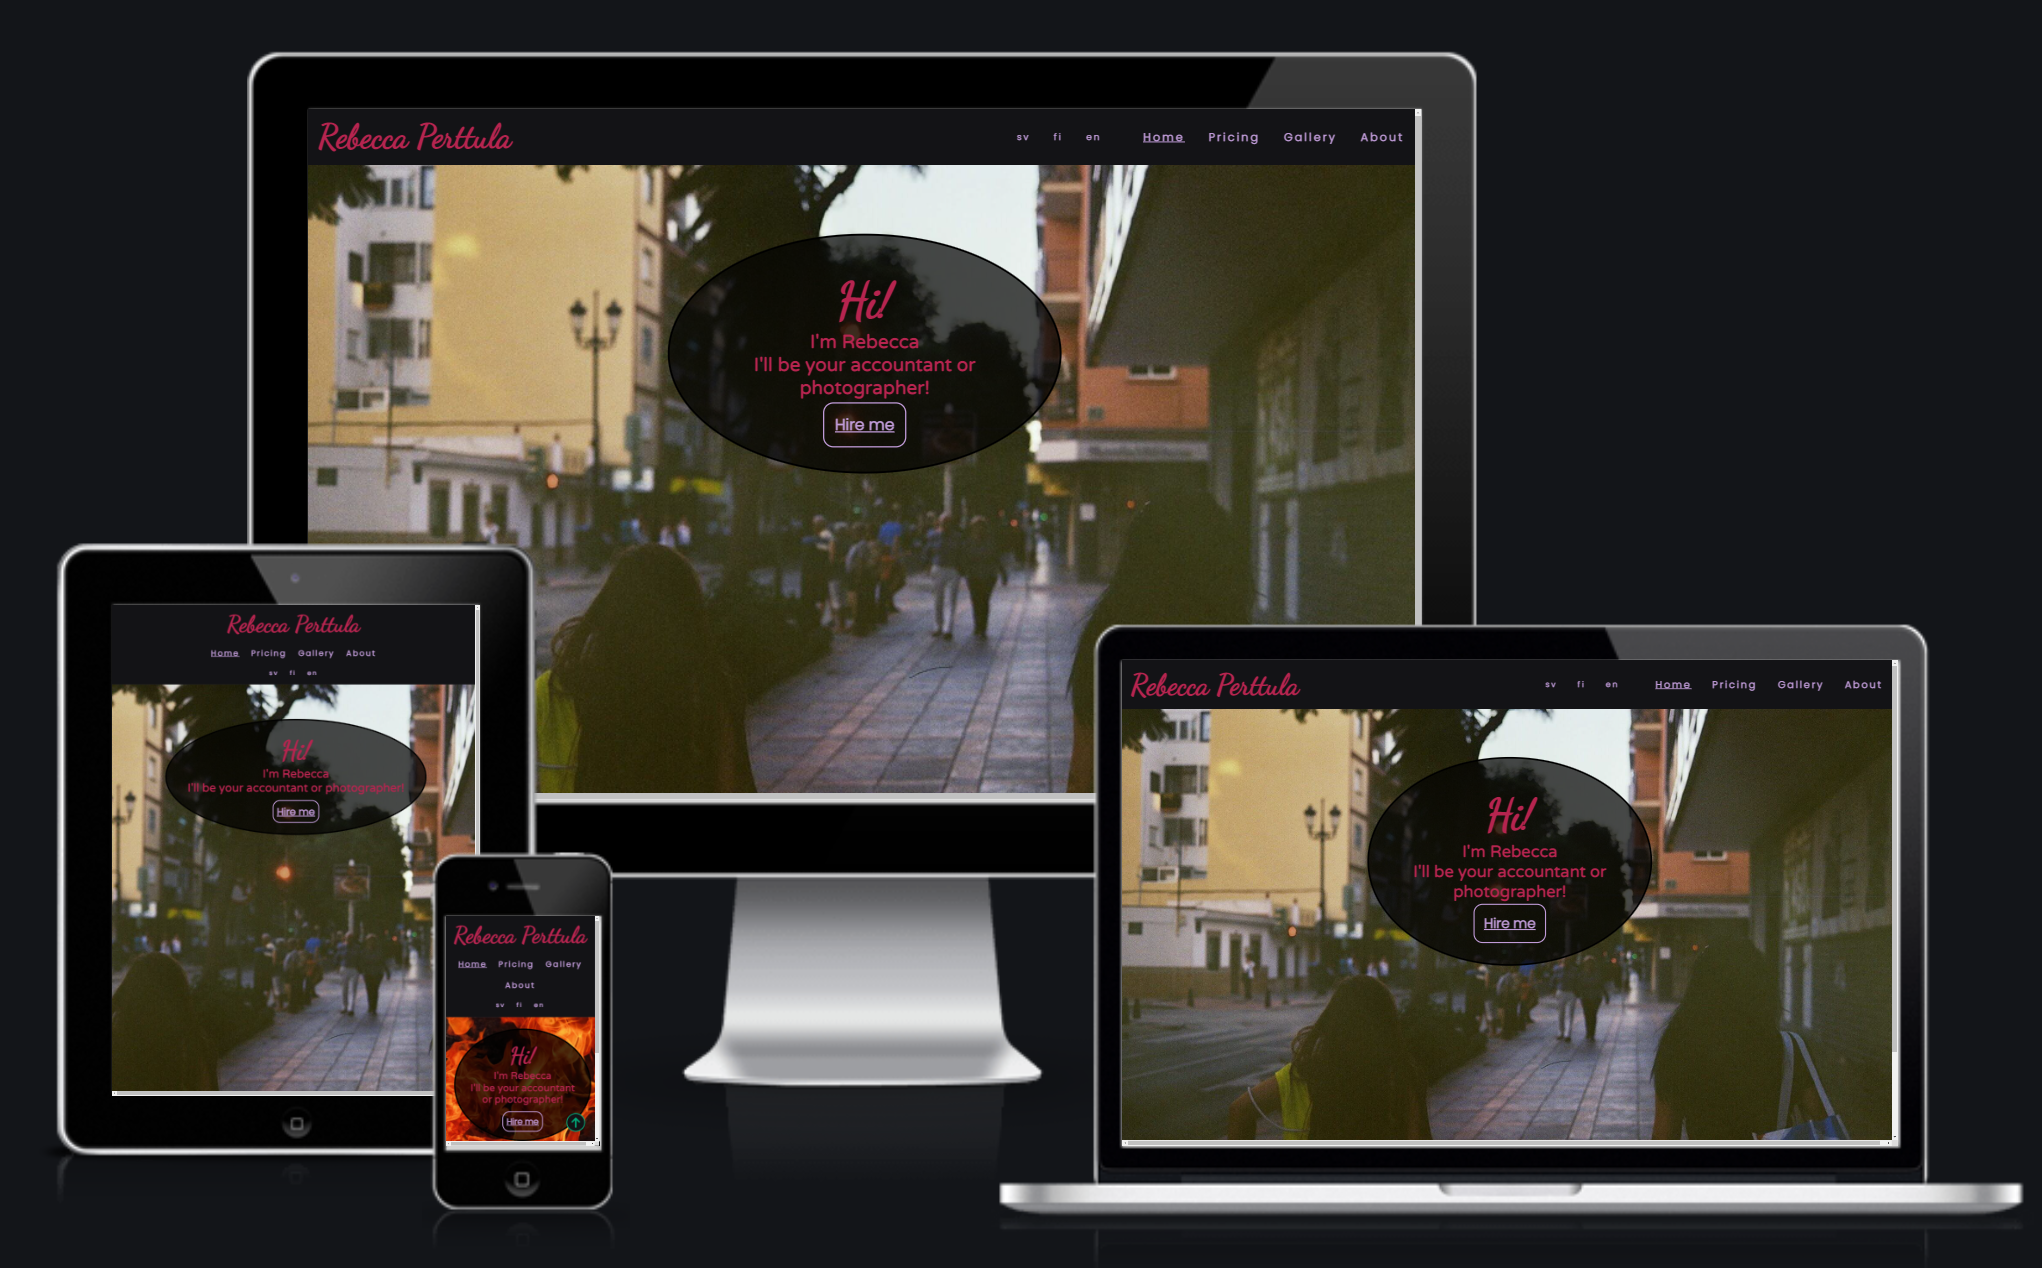 Rebecca Perttula
sv fi en Home Pricing Gallery About
Hi!
I'm Rebecca
I'll be your accountant or
photographer!
Hire me
Rebecca Perttula
Home Pricing Gallery About
sv fi en
Hi!
I'm Rebecca
I'll be your accountant or photographer!
Hire me
Rebecca Perttula
Home Pricing Gallery
About
sv fi en
Hi!
I'm Rebecca
I'll be your accountant
or photographer!
Hire me
Rebecca Perttula
sv fi en Home Pricing Gallery About
Hi!
I'm Rebecca
I'll be your accountant or
photographer!
Hire me